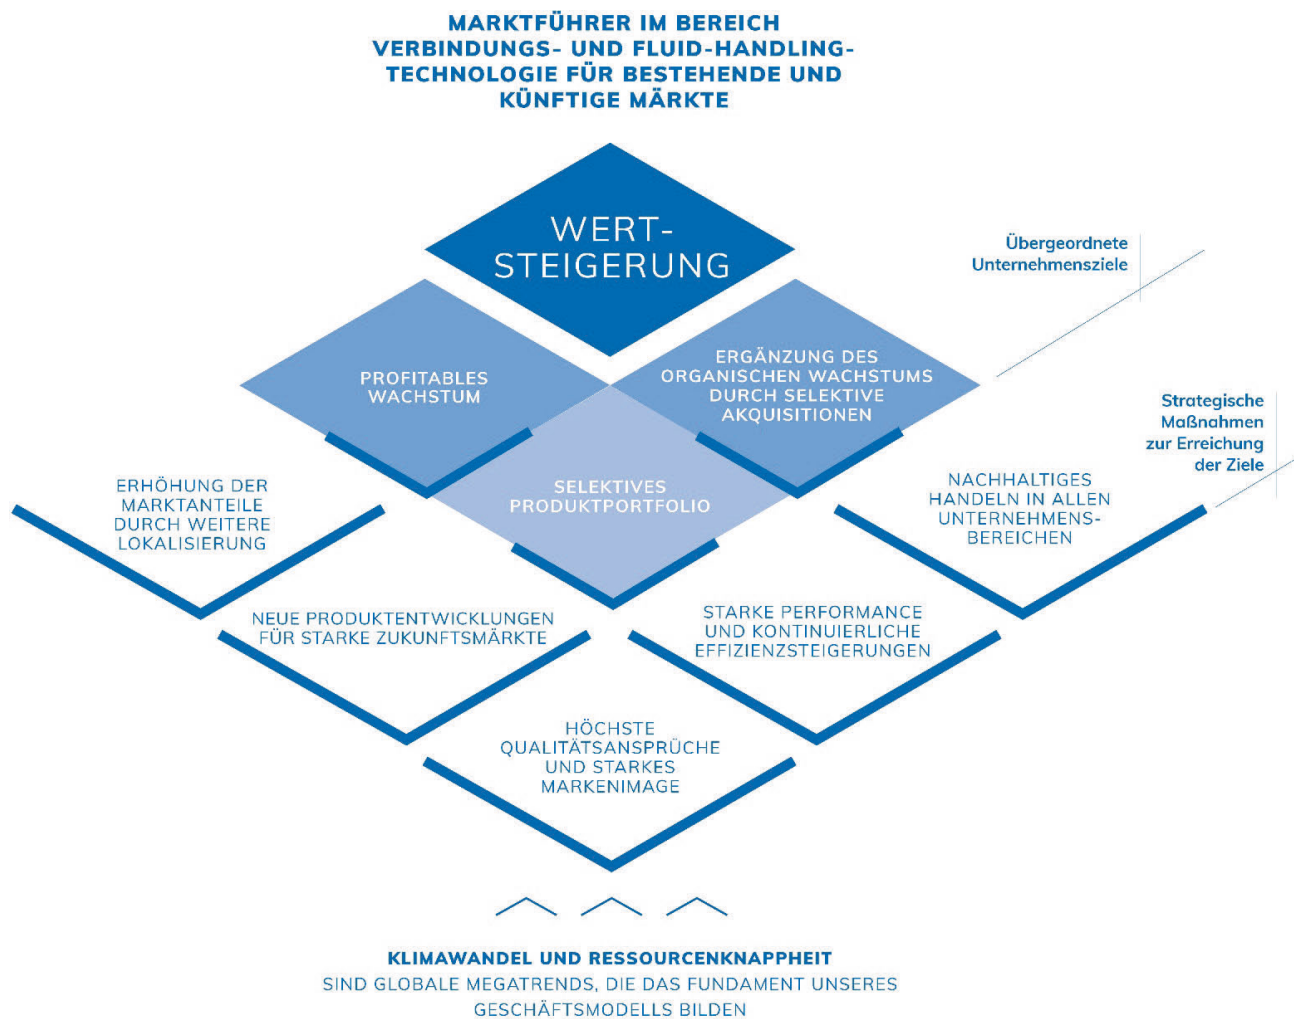 MARKTFÜHRER IM BEREICH
VERBINDUNGS- UND FLUID-HANDLING-
TECHNOLOGIE FÜR BESTEHENDE UND
KÜNFTIGE MÄRKTE
WERT-
STEIGERUNG
Übergeordnete
Unternehmensziele
PROFITABLES
WACHSTUM
ERGÄNZUNG DES
ORGANISCHEN WACHSTUMS
DURCH SELEKTIVE
AKQUISITIONEN
Strategische
Maßnahmen
zur Erreichung
der Ziele
SELEKTIVES
PRODUKTPORTFOLIO
ERHÖHUNG DER
MARKTANTEILE
DURCH WEITERE
LOKALISIERUNG
NACHHALTIGES
HANDELN IN ALLEN
UNTERNEHMENS-
BEREICHEN
NEUE PRODUKTENTWICKLUNGEN
FÜR STARKE ZUKUNFTSMÄRKTE
STARKE PERFORMANCE
UND KONTINUIERLICHE
EFFIZIENZSTEIGERUNGEN
HÖCHSTE
QUALITÄTSANSPRÜCHE
UND STARKES
MARKENIMAGE
KLIMAWANDEL UND RESSOURCENKNAPPHEIT
SIND GLOBALE MEGATRENDS, DIE DAS FUNDAMENT UNSERES
GESCHÄFTSMODELLS BILDEN